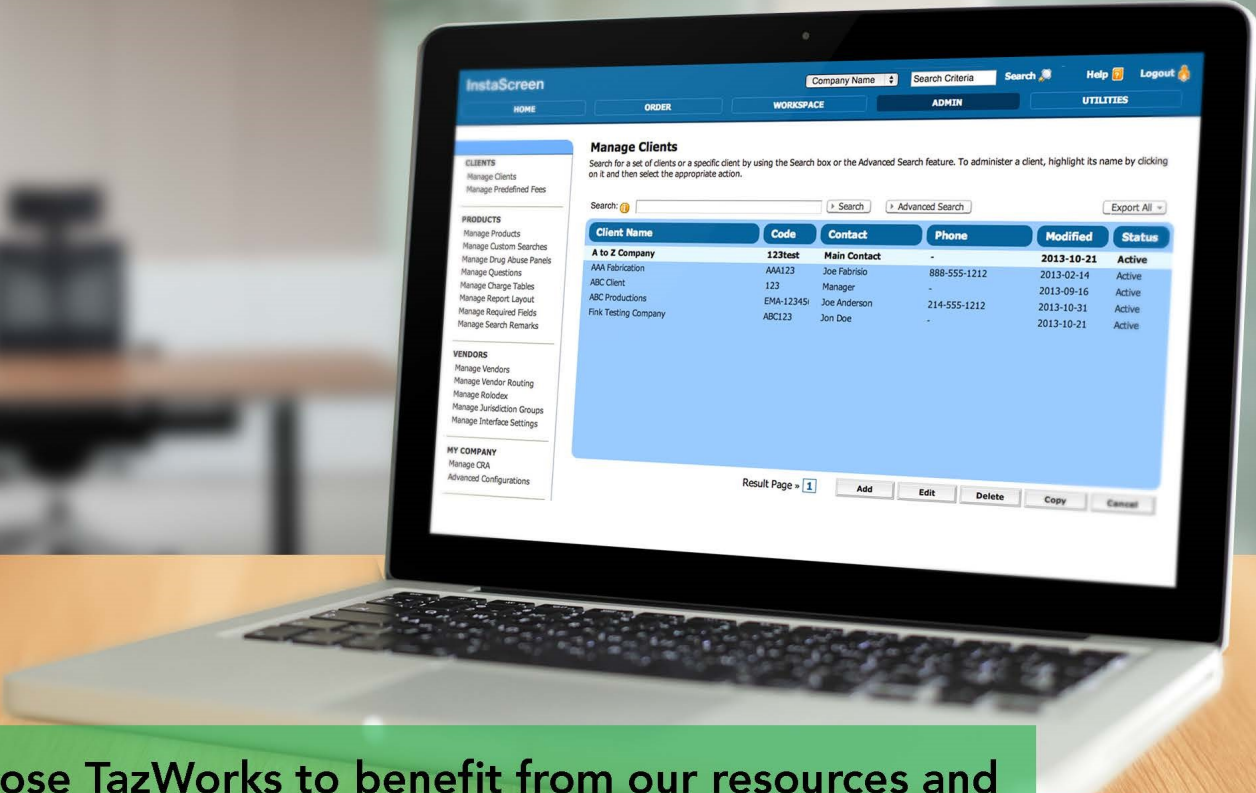 InstaScreen
Company Name Search Criteria Search Help Logout
HOME ORDER WORKSPACE ADMIN UTILITIES
CLIENTS
Manage Clients
Manage Predefined Fees
PRODUCTS
Manage Products
Manage Custom Searches
Manage Drug Abuse Panels
Manage Questions
Manage Charge Tables
Manage Report Layout
Manage Required Fields
Manage Search Remarks
VENDORS
Manage Vendors
Manage Vendor Routing
Manage Rolodex
Manage Jurisdiction Groups
Manage Interface Settings
MY COMPANY
Manage CRA
Advanced Configurations
Manage Clients
Search for a set of clients or a specific client by using the Search box or the Advanced Search feature. To administer a client, highlight its name by clicking
on it and then select the appropriate action.
Search: Search Advanced Search Export All
Client Name Code Contact Phone Modified Status
A to Z Company 123test Main Contact - 2013-10-21 Active
AAA Fabrication AAA123 Joe Fabrisio 888-555-1212 2013-02-14 Active
ABC Client 123 Manager - 2013-09-16 Active
ABC Productions EMA-12345 Joe Anderson 214-555-1212 2013-10-31 Active
Fink Testing Company ABC123 Jon Doe - 2013-10-21 Active
Result Page » 1 Add Edit Delete Copy Cancel
ose TazWorks to benefit from our resources and